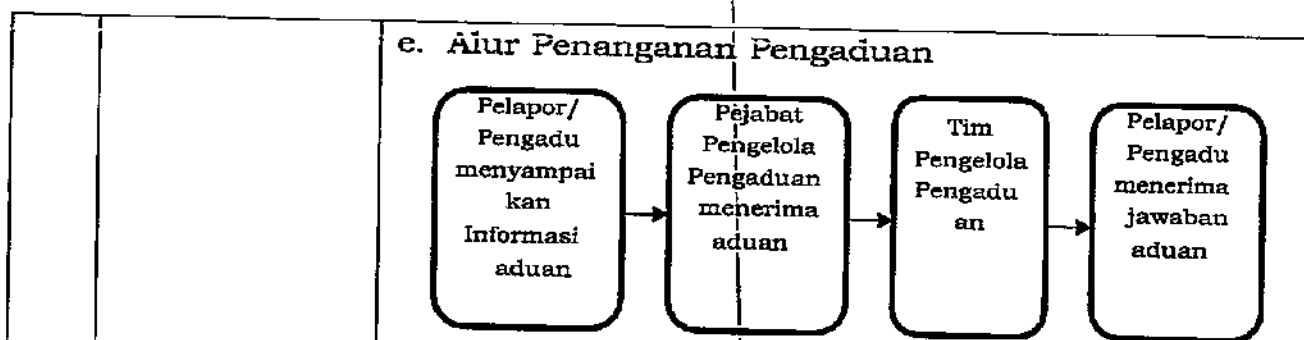 e. Alur Penanganan Pengaduan
Pelapor/
Pengadu
menyampai
kan
Informasi
aduan
Pejabat
Pengelola
Pengaduan
menerima
aduan
Tim
Pengelola
Pengadu
an
Pelapor/
Pengadu
menerima
jawaban
aduan